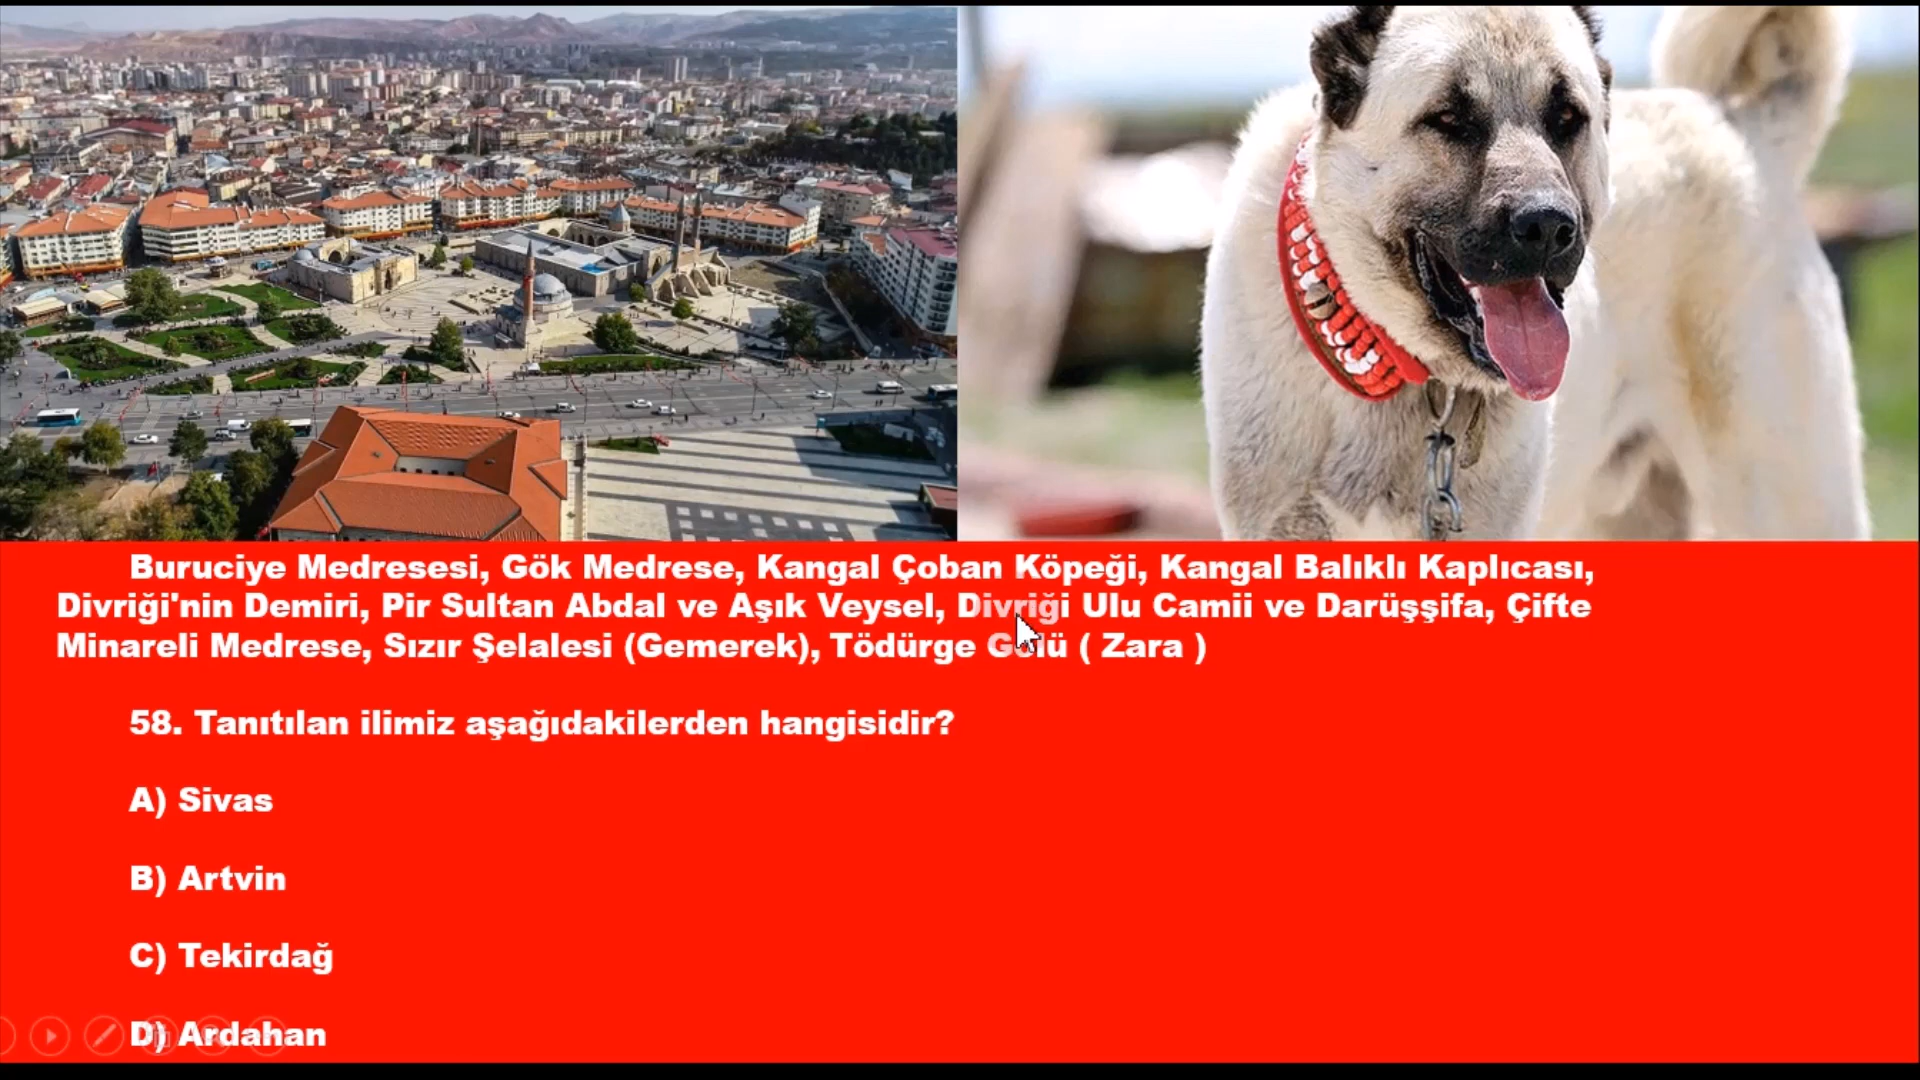 Buruciye Medresesi, Gök Medrese, Kangal Çoban Köpeği, Kangal Balıklı Kaplıcası,
Divriği'nin Demiri, Pir Sultan Abdal ve Aşık Veysel, Divriği Ulu Camii ve Darüşşifa, Çifte
Minareli Medrese, Sızır Şelalesi (Gemerek), Tödürge Gölü ( Zara )
58. Tanıtılan ilimiz aşağıdakilerden hangisidir?
A) Sivas
B) Artvin
C) Tekirdağ
D) Ardahan